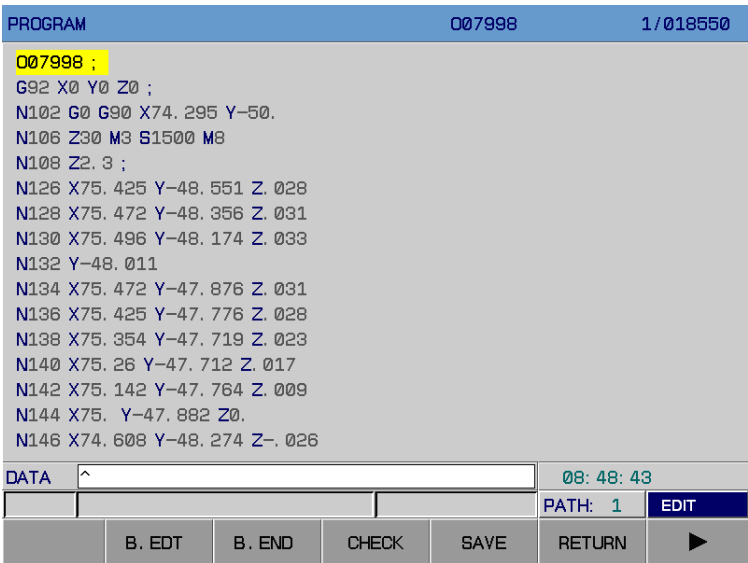 PROGRAM O07998 1/018550
O07998 ;
G92 X0 Y0 Z0 ;
N102 G0 G90 X74.295 Y-50.
N106 Z30 M3 S1500 M8
N108 Z2.3 ;
N126 X75.425 Y-48.551 Z.028
N128 X75.472 Y-48.356 Z.031
N130 X75.496 Y-48.174 Z.033
N132 Y-48.011
N134 X75.472 Y-47.876 Z.031
N136 X75.425 Y-47.776 Z.028
N138 X75.354 Y-47.719 Z.023
N140 X75.26 Y-47.712 Z.017
N142 X75.142 Y-47.764 Z.009
N144 X75. Y-47.882 Z0.
N146 X74.608 Y-48.274 Z-.026
DATA ^ 08:48:43
PATH: 1 EDIT
B.EDT B.END CHECK SAVE RETURN ▶